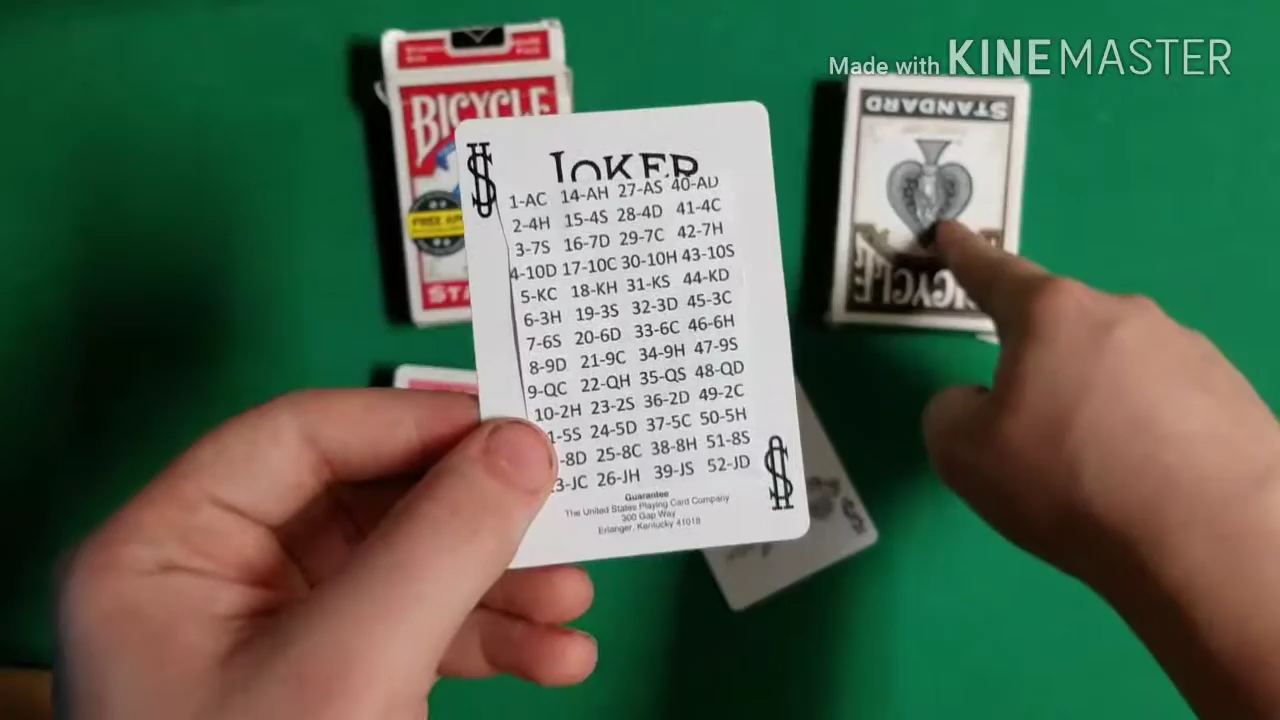 Made with KINEMASTER
BICYCLE
STANDARD
BICYCLE
JOKER
1-AC 14-AH 27-AS 40-AD
2-4H 15-4S 28-4D 41-4C
3-7S 16-7D 29-7C 42-7H
4-10D 17-10C 30-10H 43-10S
5-KC 18-KH 31-KS 44-KD
6-3H 19-3S 32-3D 45-3C
7-6S 20-6D 33-6C 46-6H
8-9D 21-9C 34-9H 47-9S
9-QC 22-QH 35-QS 48-QD
10-2H 23-2S 36-2D 49-2C
1-5S 24-5D 37-5C 50-5H
-8D 25-8C 38-8H 51-8S
3-JC 26-JH 39-JS 52-JD
Guarantee
The United States Playing Card Company
300 Gap Way
Erlanger, Kentucky 41018